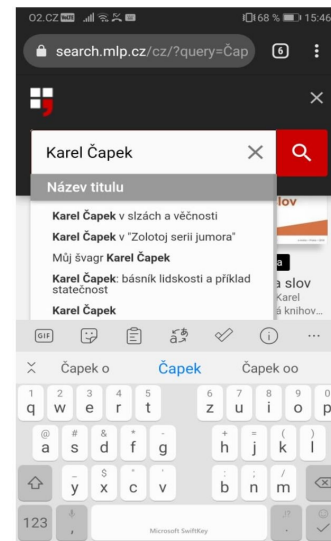 O2.CZ 68 % 15:46
search.mlp.cz/cz/?query=Čap 6
Karel Čapek
Název titulu
lov
Karel Čapek v slzách a věčnosti
Karel Čapek v "Zolotoj serii jumora"
Můj švagr Karel Čapek
a
Karel Čapek: básník lidskosti a příklad
statečnost
a slov
Karel
á knihov...
Karel Čapek
GIF
Čapek o Čapek Čapek oo
1 2 3 4 5 6 7 8 9 0
q w e r t z u i o p
@ # & * - + = ( )
a s d f g h j k l
_ $ " ' : ; /
y x c v b n m
123 , Microsoft SwiftKey .